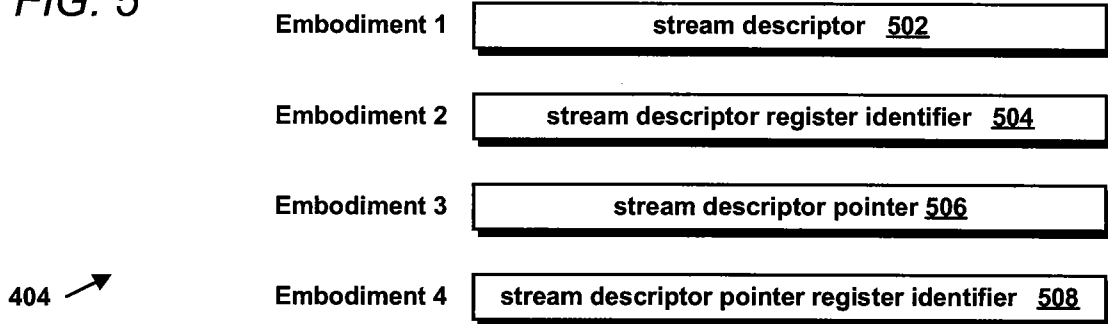 FIG. 5
Embodiment 1 stream descriptor 502
Embodiment 2 stream descriptor register identifier 504
Embodiment 3 stream descriptor pointer 506
404 Embodiment 4 stream descriptor pointer register identifier 508